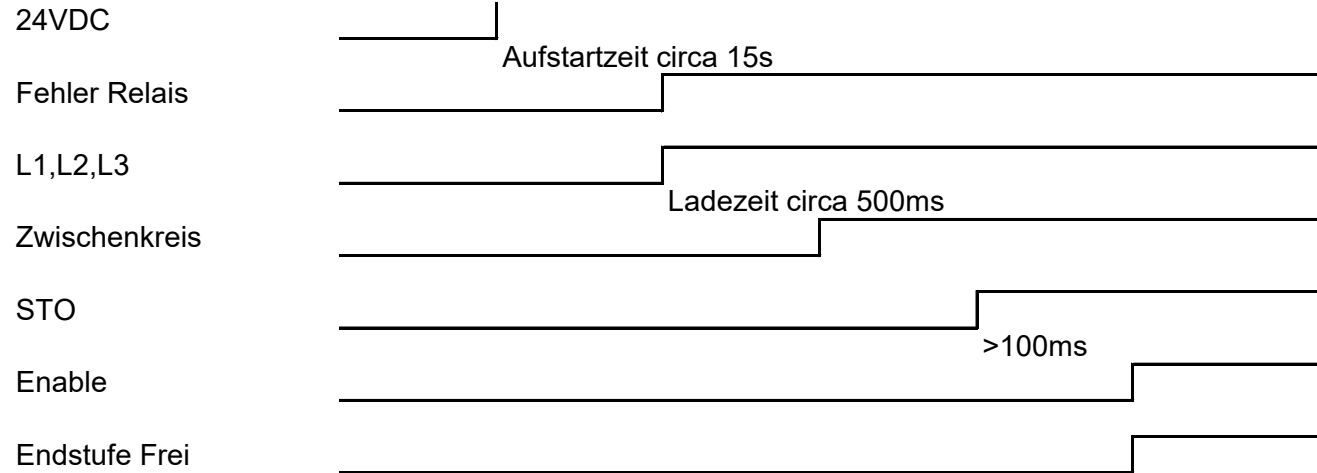 24VDC
Aufstartzeit circa 15s
Fehler Relais
L1,L2,L3
Ladezeit circa 500ms
Zwischenkreis
STO
>100ms
Enable
Endstufe Frei